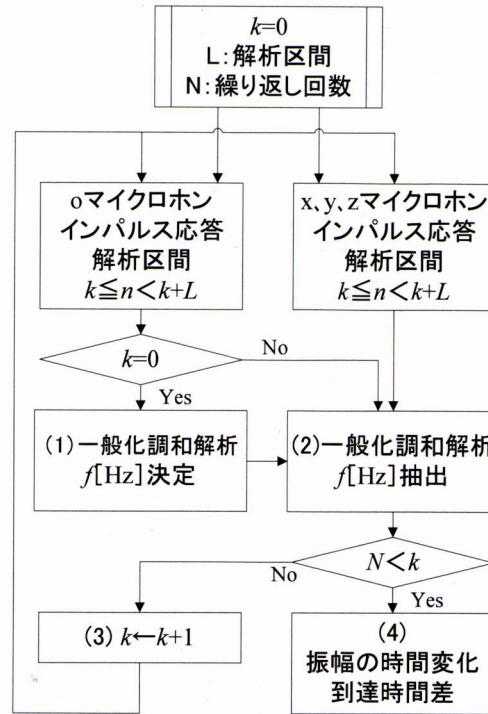 k=0
L:解析区間
N:繰り返し回数
oマイクロホン
インパルス応答
解析区間
k≦n<k+L
x、y、zマイクロホン
インパルス応答
解析区間
k≦n<k+L
k=0
No
Yes
(1)一般化調和解析
f[Hz]決定
(2)一般化調和解析
f[Hz]抽出
N<k
No
Yes
(3) k←k+1
(4)
振幅の時間変化
到達時間差